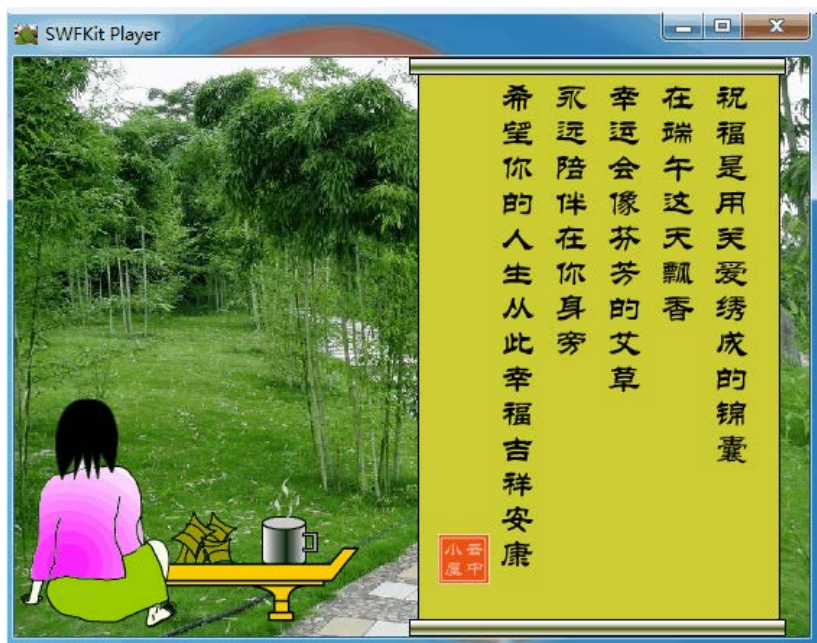 SWFKit Player
祝福是用关爱绣成的锦囊
在端午这天飘香
幸运会像芬芳的艾草
永远陪伴在你身旁
希望你的人生从此幸福吉祥安康
云中
小屋